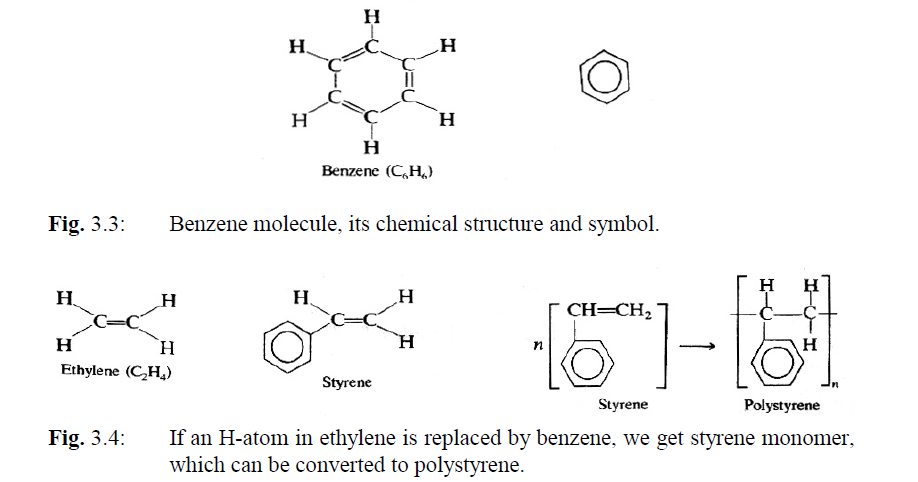 H
H H
C
C C
C C
C
H H
H
Benzene (C₆H₆)
Fig. 3.3: Benzene molecule, its chemical structure and symbol.
H H H H H H
CH=CH₂
C=C C=C C C
n
H H H H
Ethylene (C₂H₄)
Styrene
n
Styrene Polystyrene
Fig. 3.4: If an H-atom in ethylene is replaced by benzene, we get styrene monomer,
which can be converted to polystyrene.